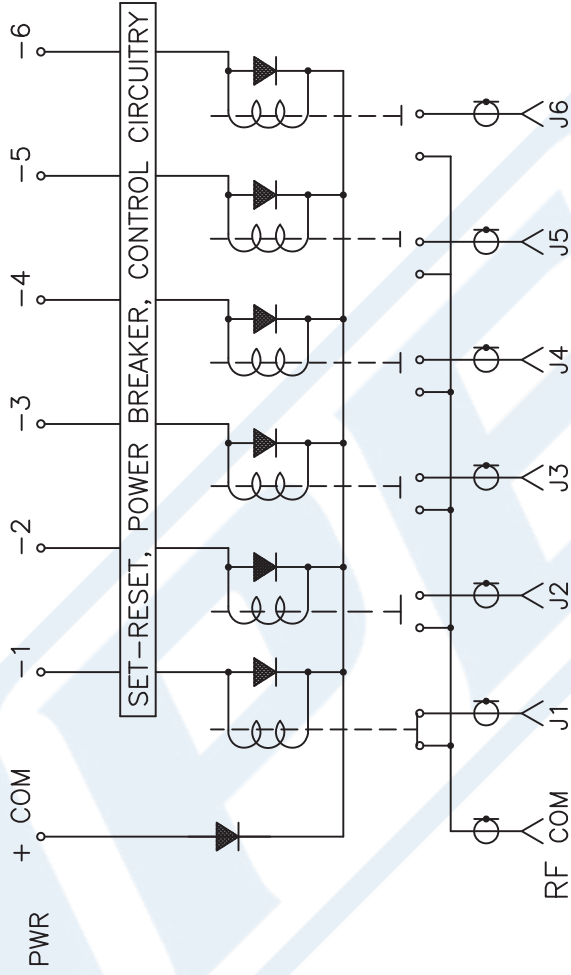 PWR
+ COM
-1
-2
-3
-4
-5
-6
SET-RESET, POWER BREAKER, CONTROL CIRCUITRY
RF COM
J1
J2
J3
J4
J5
J6